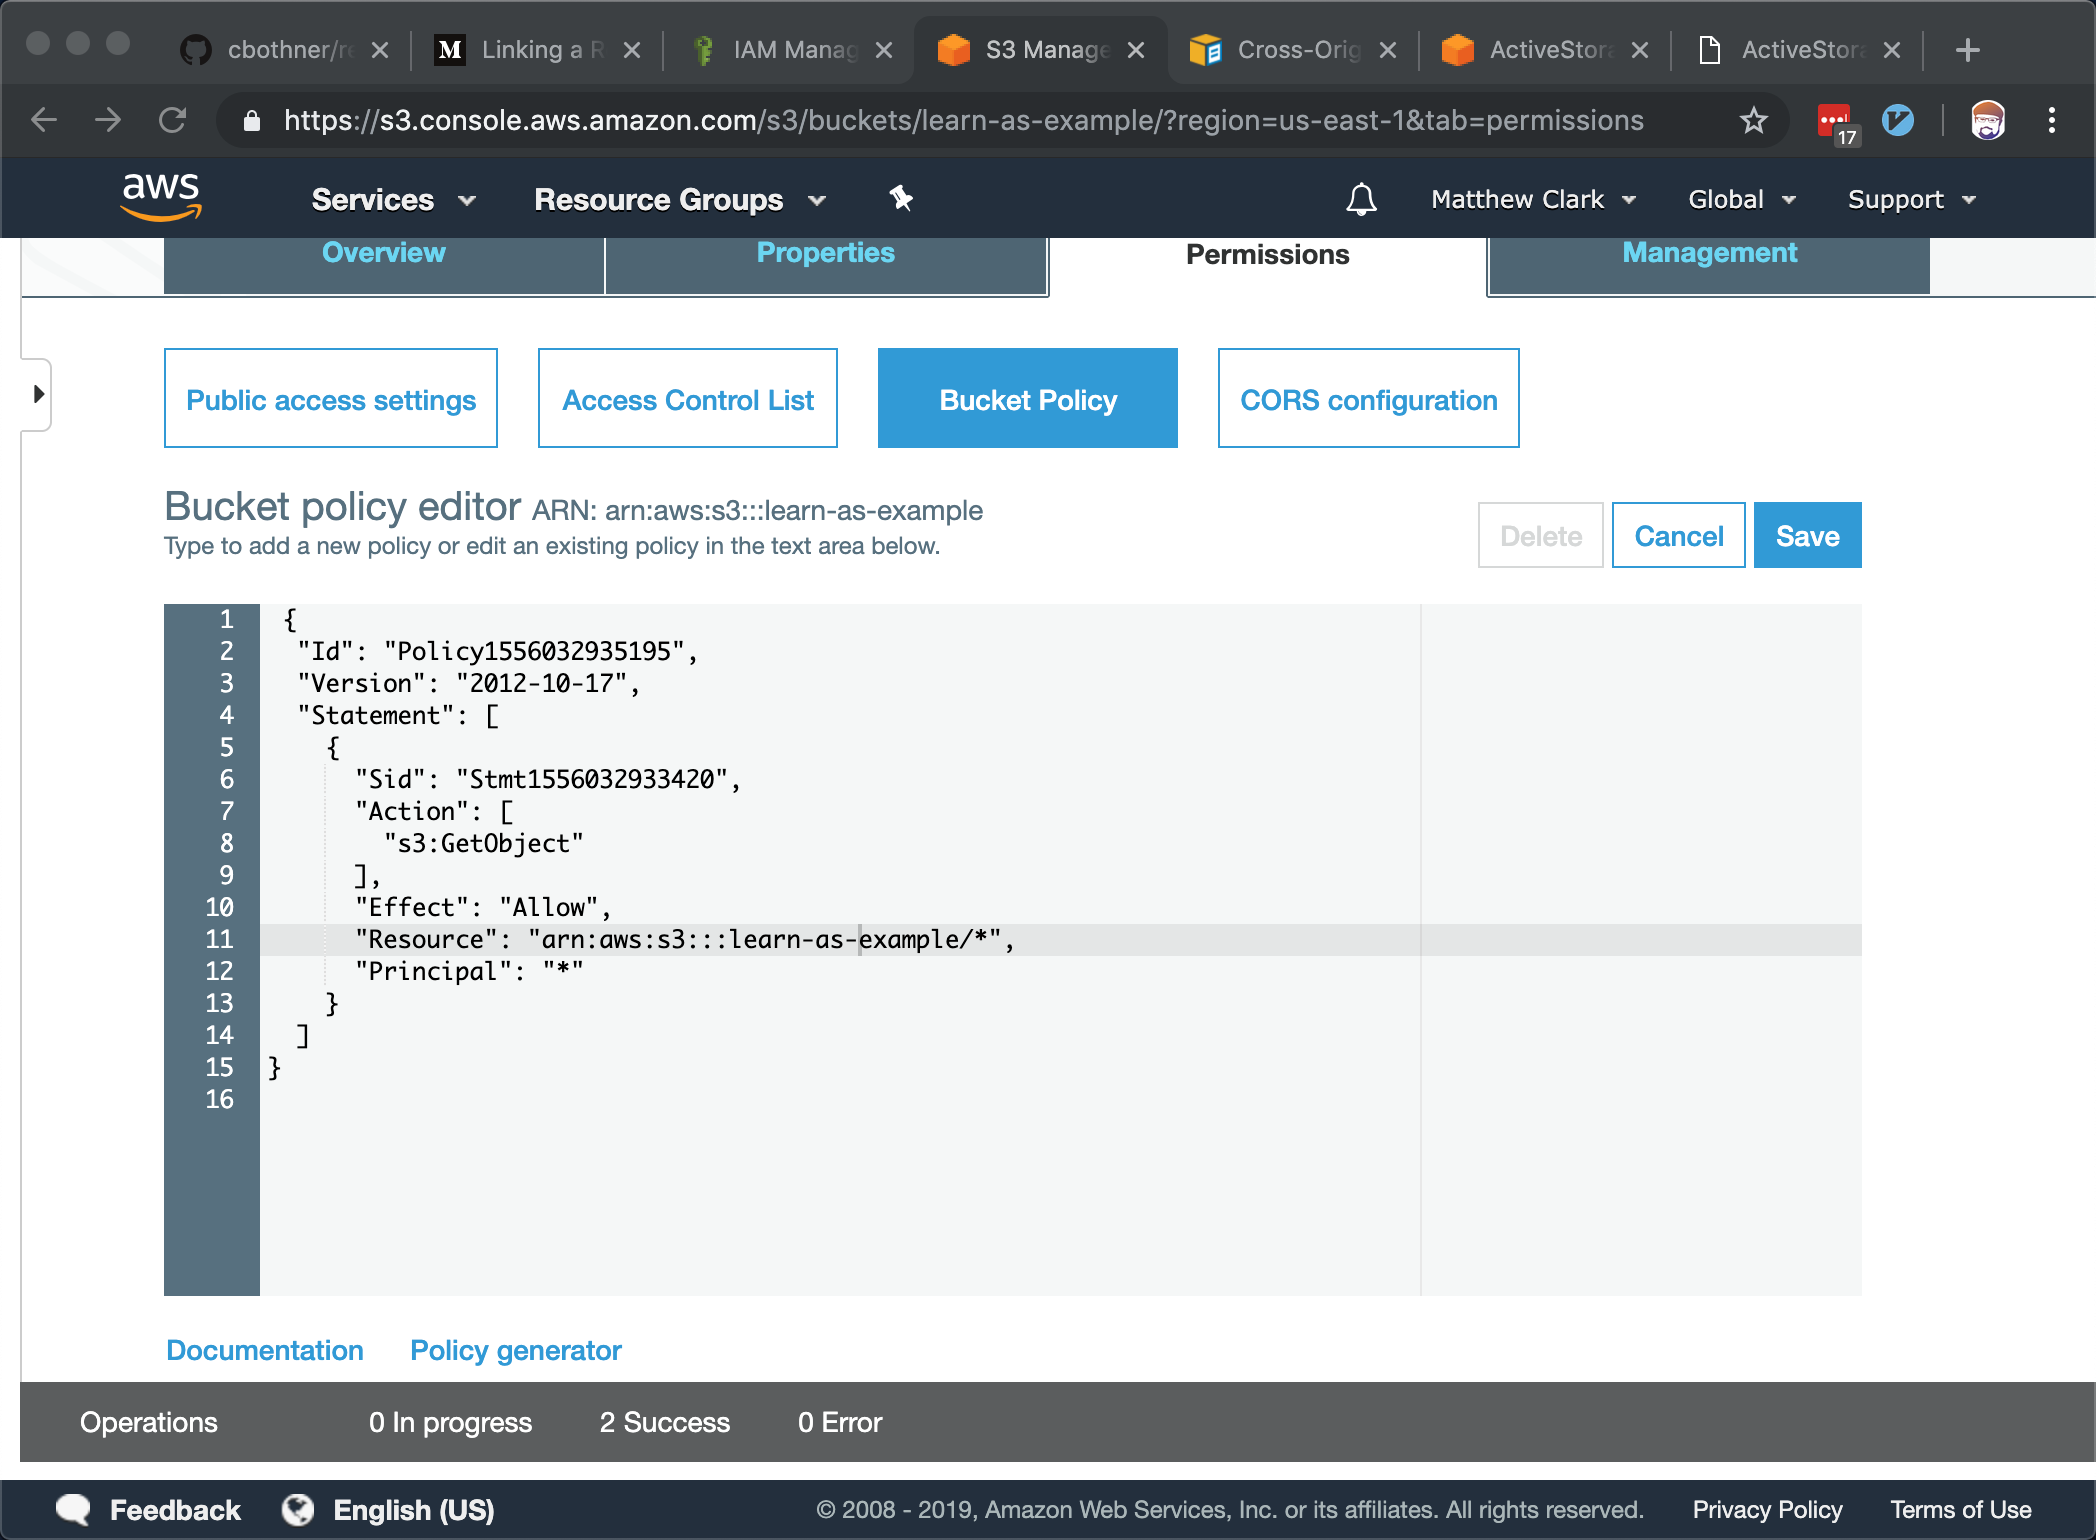 cbothner/re
Linking a R
IAM Manag
S3 Manage
Cross-Orig
ActiveStora
ActiveStora
https://s3.console.aws.amazon.com/s3/buckets/learn-as-example/?region=us-east-1&tab=permissions
17
aws
Services
Resource Groups
Matthew Clark
Global
Support
Overview
Properties
Permissions
Management
Public access settings
Access Control List
Bucket Policy
CORS configuration
Bucket policy editor ARN: arn:aws:s3:::learn-as-example
Type to add a new policy or edit an existing policy in the text area below.
Delete
Cancel
Save
1 {
2 "Id": "Policy1556032935195",
3 "Version": "2012-10-17",
4 "Statement": [
5 {
6 "Sid": "Stmt1556032933420",
7 "Action": [
8 "s3:GetObject"
9 ],
10 "Effect": "Allow",
11 "Resource": "arn:aws:s3:::learn-as-example/*",
12 "Principal": "*"
13 }
14 ]
15 }
16
Documentation
Policy generator
Operations
0 In progress
2 Success
0 Error
Feedback
English (US)
© 2008 - 2019, Amazon Web Services, Inc. or its affiliates. All rights reserved.
Privacy Policy
Terms of Use